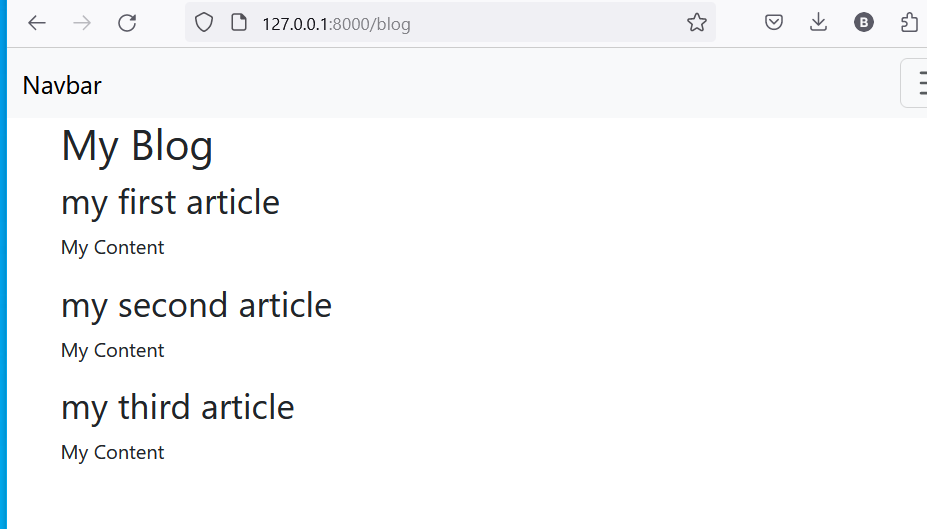 127.0.0.1:8000/blog
B
Navbar
My Blog
my first article
My Content
my second article
My Content
my third article
My Content